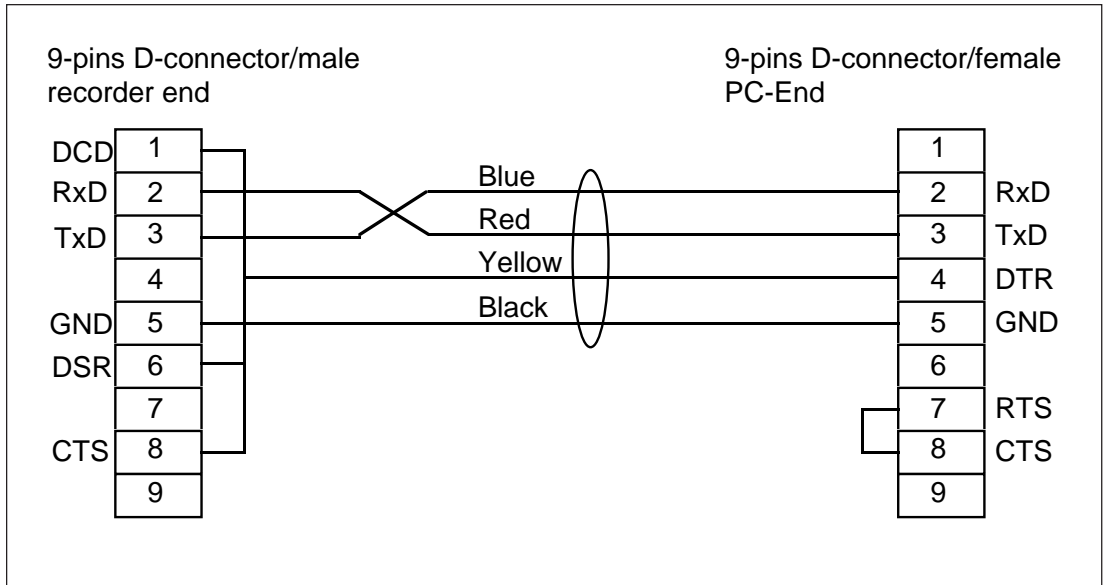 9-pins D-connector/male
recorder end
9-pins D-connector/female
PC-End
DCD 1
RxD 2
TxD 3
4
GND 5
DSR 6
7
CTS 8
9
Blue
Red
Yellow
Black
1
2 RxD
3 TxD
4 DTR
5 GND
6
7 RTS
8 CTS
9